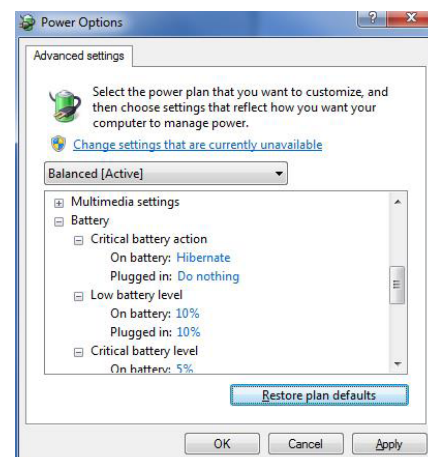 Power Options
Advanced settings
Select the power plan that you want to customize, and
then choose settings that reflect how you want your
computer to manage power.
Change settings that are currently unavailable
Balanced [Active]
Multimedia settings
Battery
Critical battery action
On battery: Hibernate
Plugged in: Do nothing
Low battery level
On battery: 10%
Plugged in: 10%
Critical battery level
On battery: 5%
Restore plan defaults
OK Cancel Apply